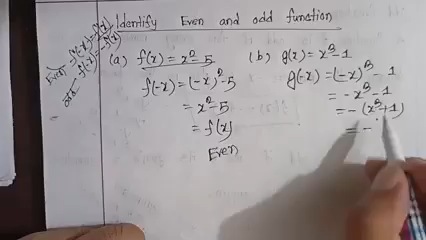 Identify Even and odd function
Even → f(-x) = f(x)
odd → f(-x) = -f(x)
(a) f(x) = x² - 5
f(-x) = (-x)² - 5
= x² - 5
= f(x)
Even
(b) g(x) = x³ - 1
g(-x) = (-x)³ - 1
= -x³ - 1
= -(x³ + 1)
= -